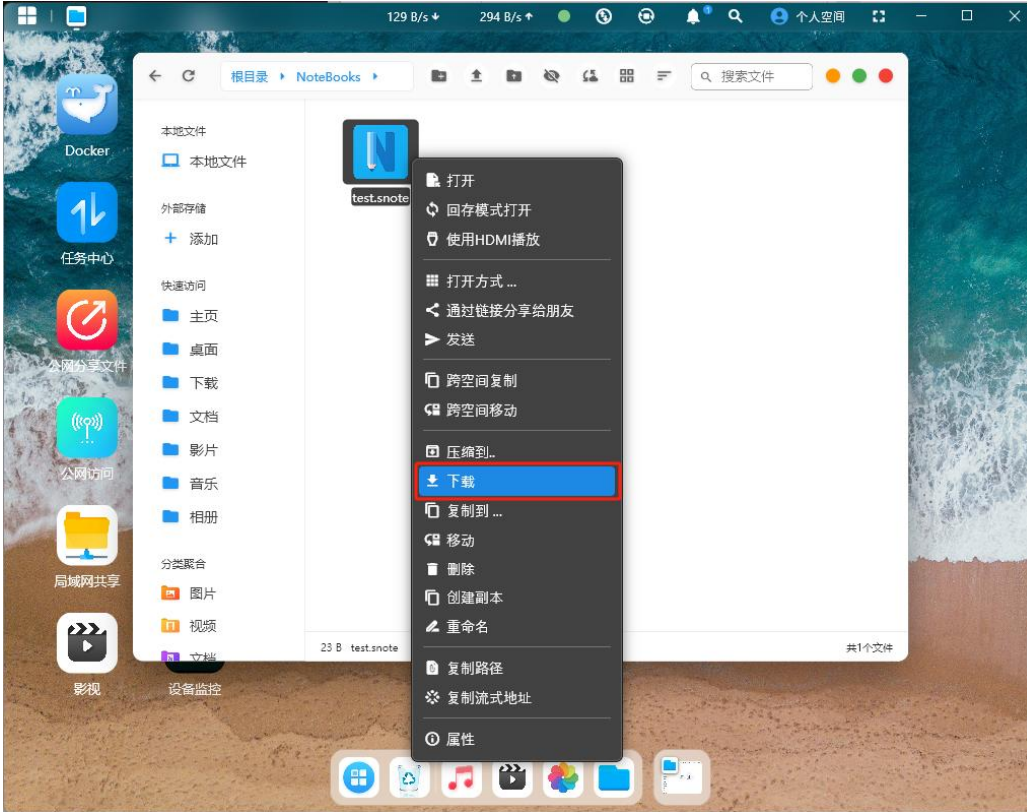 129 B/s
294 B/s
1
个人空间
根目录
NoteBooks
搜索文件
Docker
任务中心
公网分享文件
公网访问
局域网共享
影视
设备监控
本地文件
本地文件
外部存储
添加
快速访问
主页
桌面
下载
文档
影片
音乐
相册
分类聚合
图片
视频
文档
N
test.snote
打开
回存模式打开
使用HDMI播放
打开方式 ...
通过链接分享给朋友
发送
跨空间复制
跨空间移动
压缩到..
下载
复制到 ...
移动
删除
创建副本
重命名
复制路径
复制流式地址
属性
23 B test.snote
共1个文件